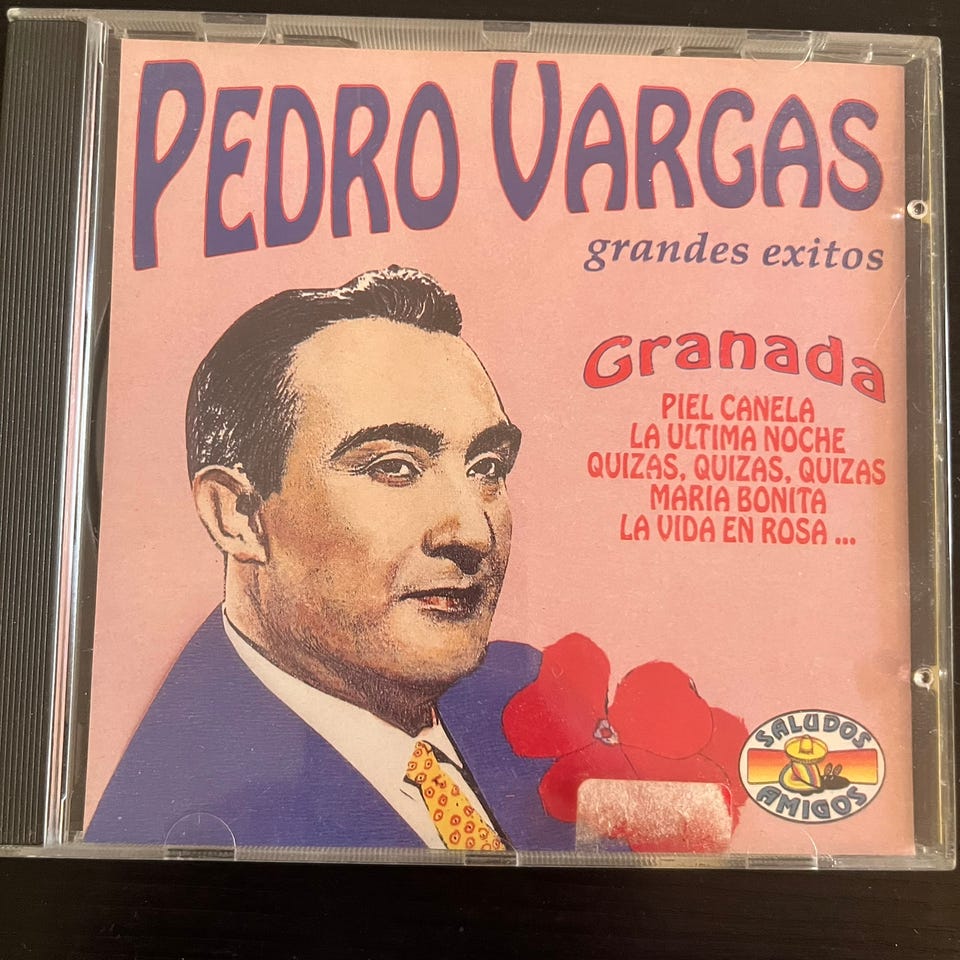 PEDRO VARGAS
grandes exitos
Granada
PIEL CANELA
LA ULTIMA NOCHE
QUIZAS, QUIZAS, QUIZAS
MARIA BONITA
LA VIDA EN ROSA ...
SALUDOS
AMIGOS